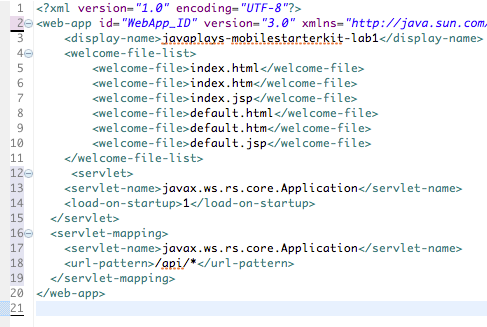 1 <?xml version="1.0" encoding="UTF-8"?>
2 <web-app id="WebApp_ID" version="3.0" xmlns="http://java.sun.com/
3 <display-name>javaplays-mobilestarterkit-lab1</display-name>
4 <welcome-file-list>
5 <welcome-file>index.html</welcome-file>
6 <welcome-file>index.htm</welcome-file>
7 <welcome-file>index.jsp</welcome-file>
8 <welcome-file>default.html</welcome-file>
9 <welcome-file>default.htm</welcome-file>
10 <welcome-file>default.jsp</welcome-file>
11 </welcome-file-list>
12 <servlet>
13 <servlet-name>javax.ws.rs.core.Application</servlet-name>
14 <load-on-startup>1</load-on-startup>
15 </servlet>
16 <servlet-mapping>
17 <servlet-name>javax.ws.rs.core.Application</servlet-name>
18 <url-pattern>/api/*</url-pattern>
19 </servlet-mapping>
20 </web-app>
21